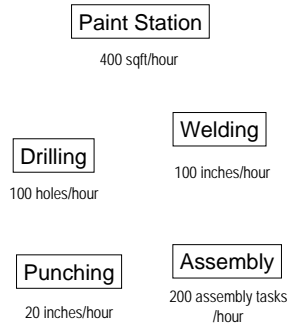 Paint Station
400 sqft/hour
Welding
100 inches/hour
Drilling
100 holes/hour
Assembly
200 assembly tasks
/hour
Punching
20 inches/hour